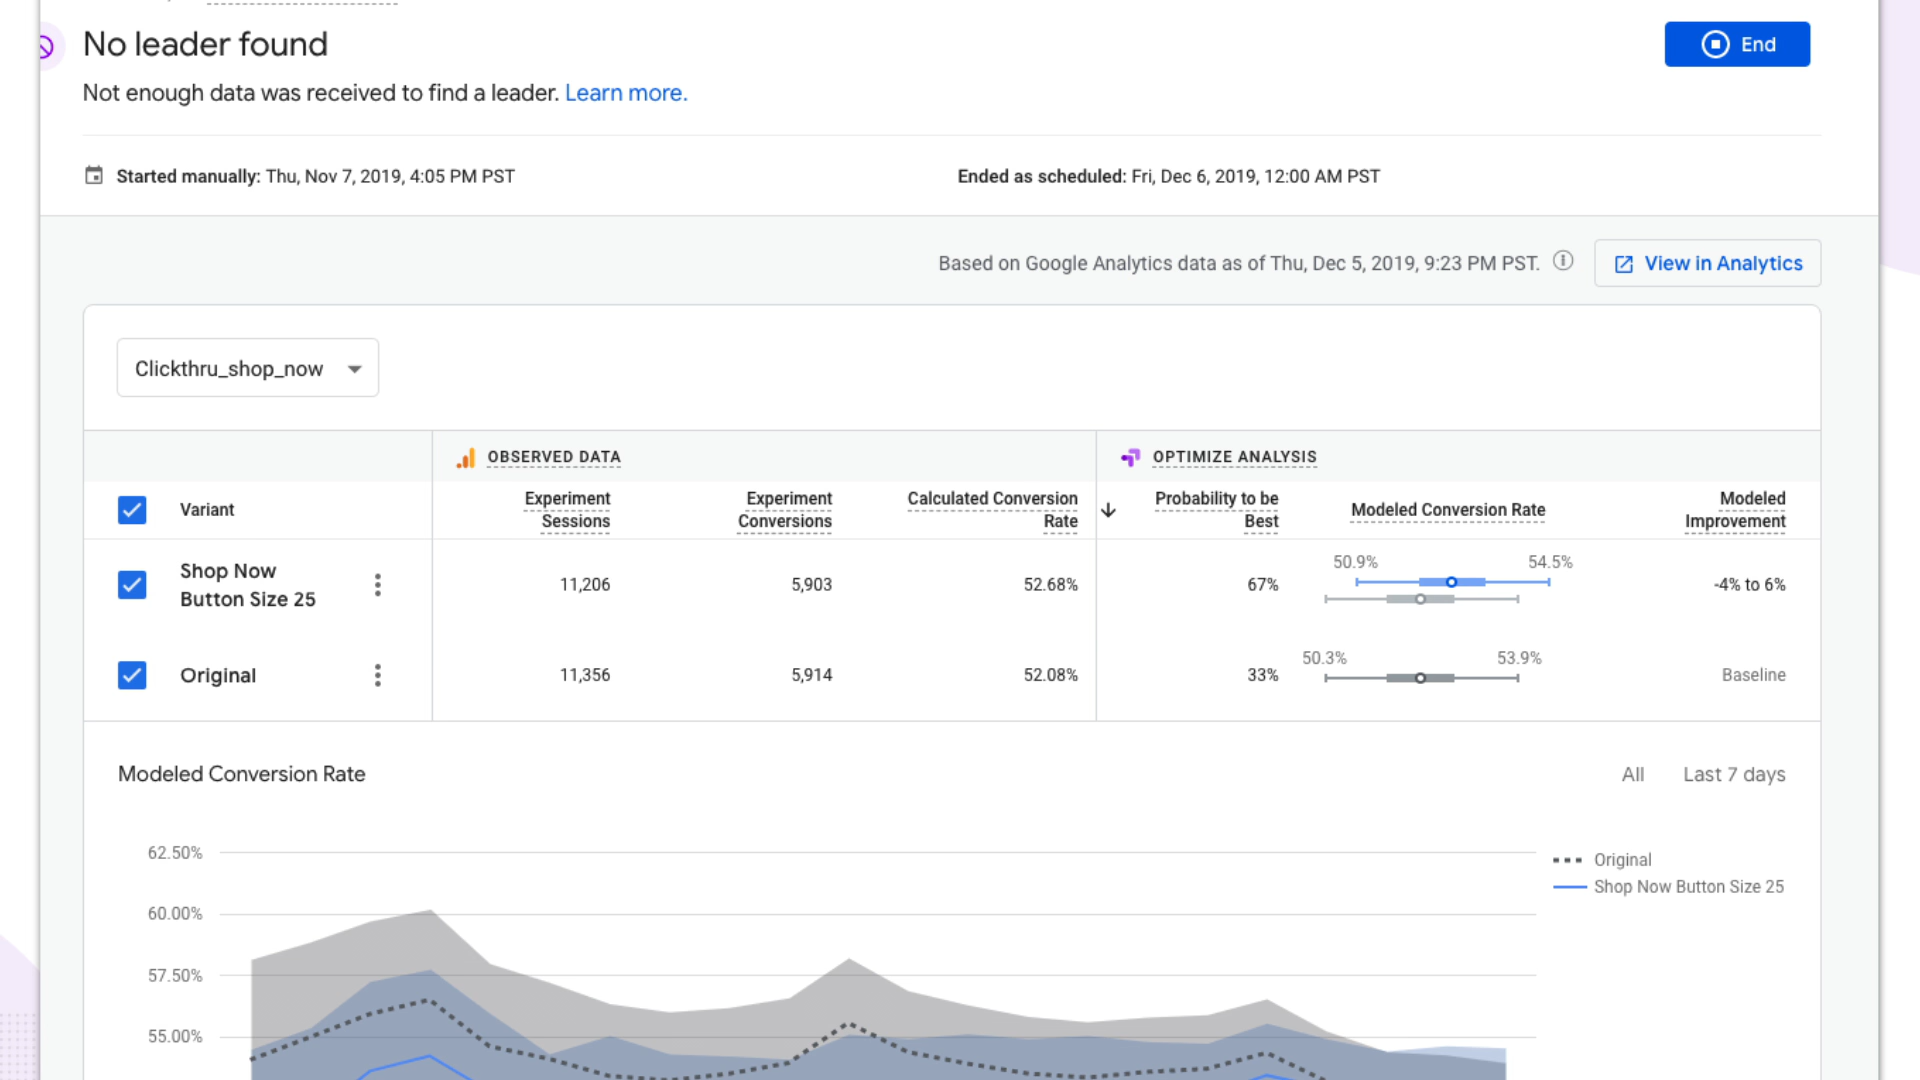 No leader found
End
Not enough data was received to find a leader. Learn more.
Started manually: Thu, Nov 7, 2019, 4:05 PM PST
Ended as scheduled: Fri, Dec 6, 2019, 12:00 AM PST
Based on Google Analytics data as of Thu, Dec 5, 2019, 9:23 PM PST.
View in Analytics
Clickthru_shop_now
OBSERVED DATA
OPTIMIZE ANALYSIS
Variant
Experiment
Sessions
Experiment
Conversions
Calculated Conversion
Rate
Probability to be
Best
Modeled Conversion Rate
Modeled
Improvement
Shop Now
Button Size 25
11,206
5,903
52.68%
67%
50.9%
54.5%
-4% to 6%
Original
11,356
5,914
52.08%
33%
50.3%
53.9%
Baseline
Modeled Conversion Rate
All
Last 7 days
62.50%
60.00%
57.50%
55.00%
Original
Shop Now Button Size 25